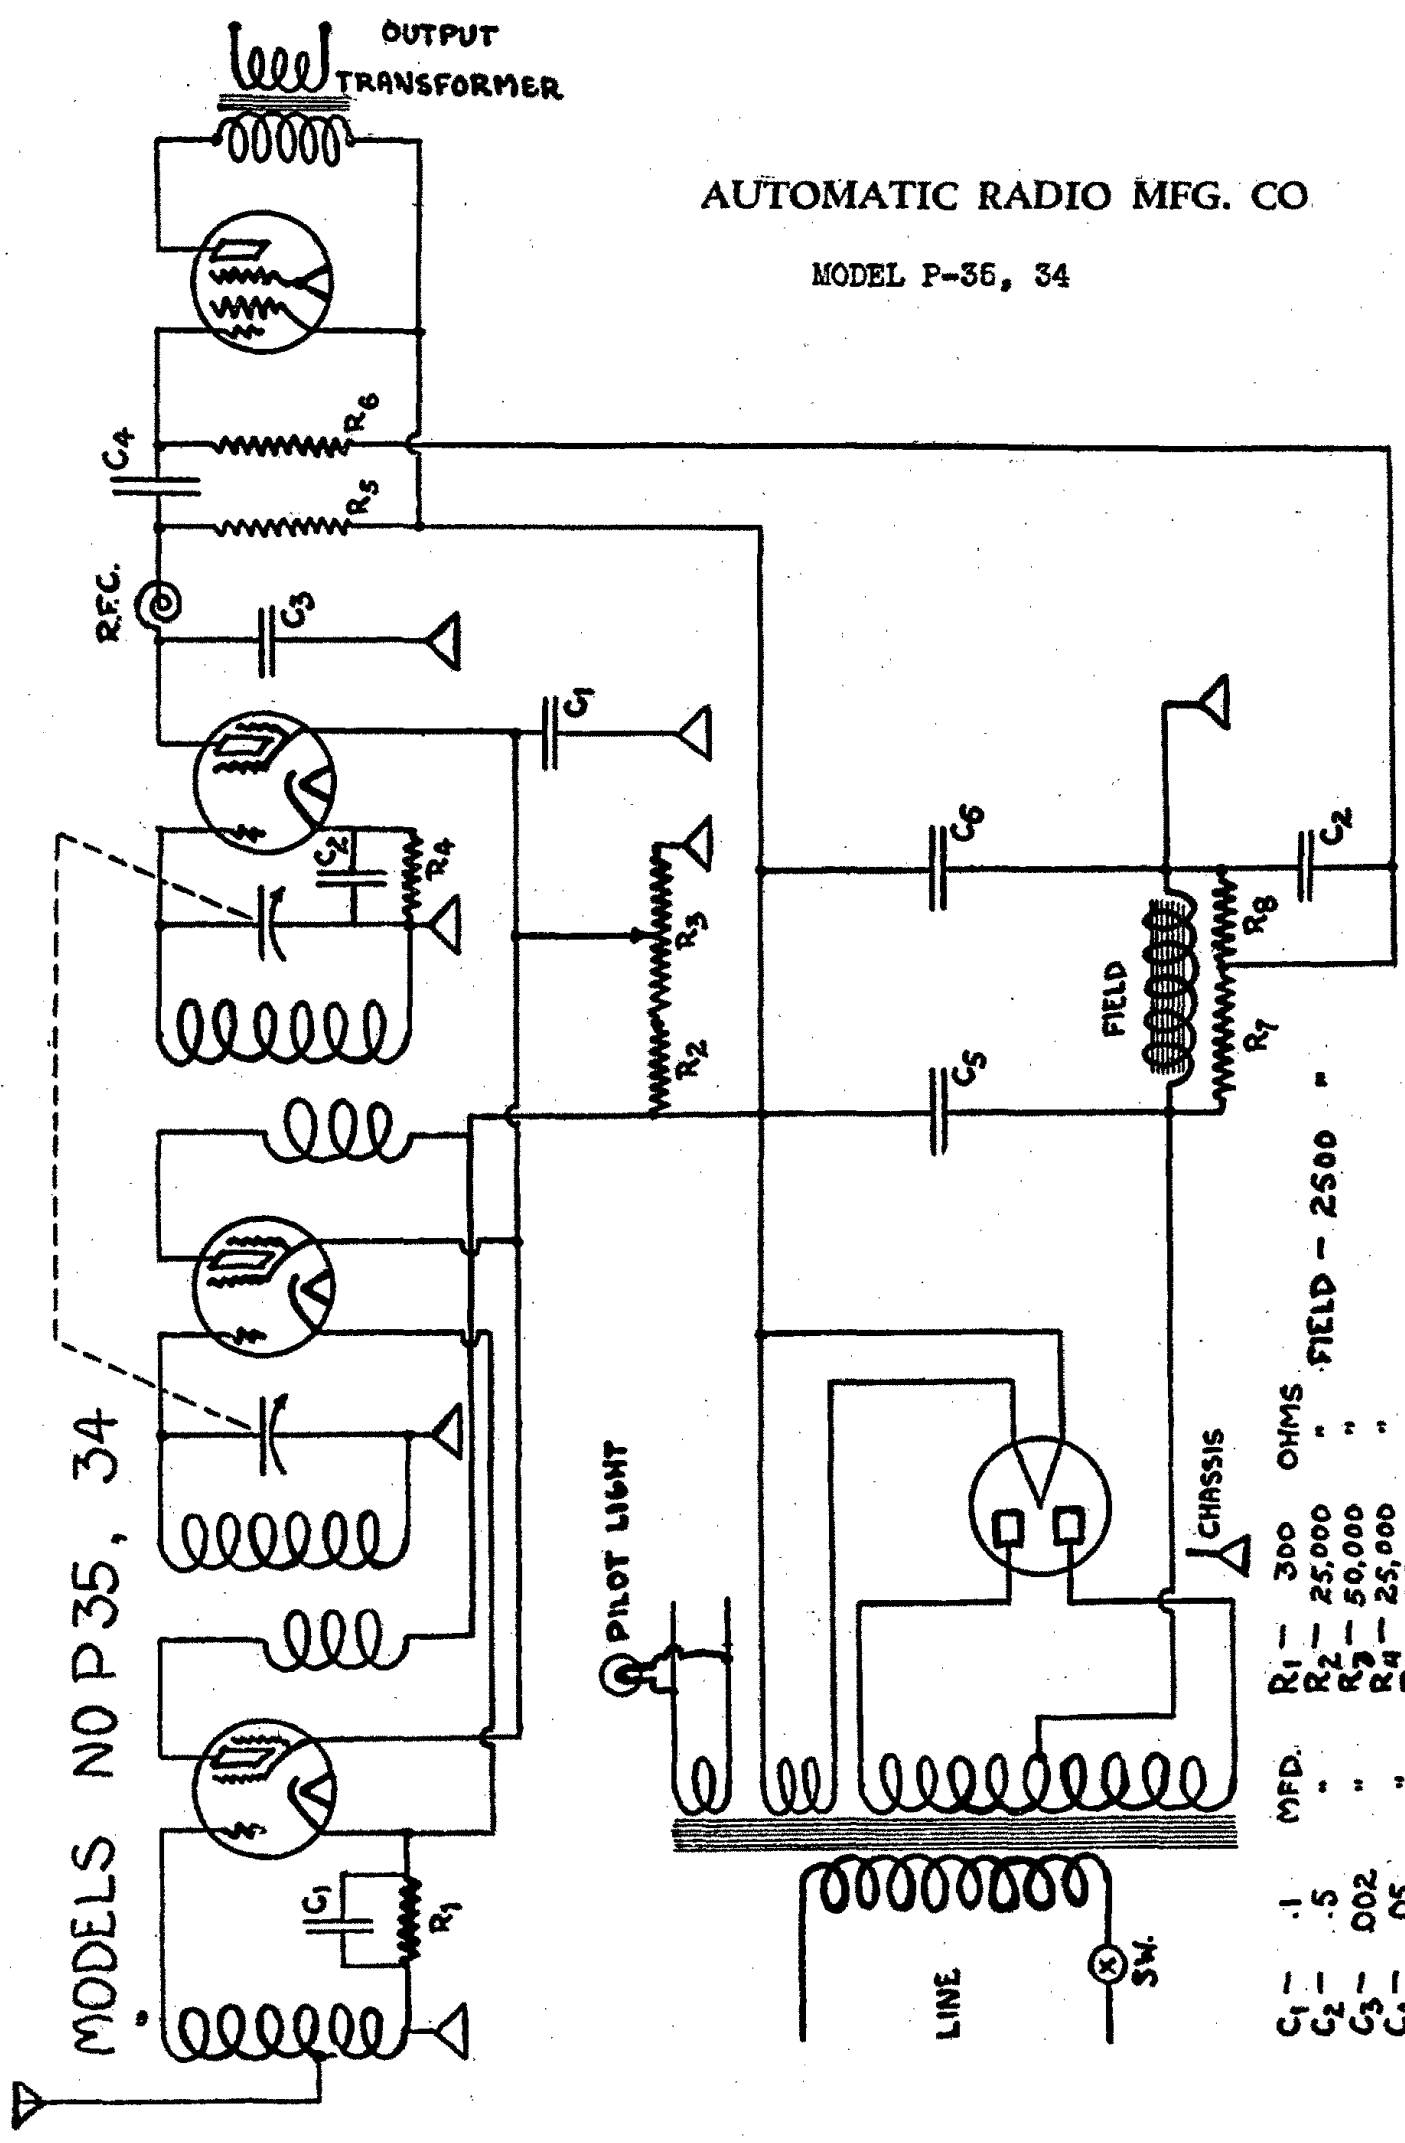 OUTPUT
TRANSFORMER
AUTOMATIC RADIO MFG. CO
MODEL P-35, 34
MODELS NO P35, 34
C4
R6
R5
R.F.C.
C3
C1
C2
R4
R3
R2
C6
C5
FIELD
R8
R7
C2
C1
R1
PILOT LIGHT
CHASSIS
LINE
SW.
C1 - .1 MFD. R1 - 300 OHMS
C2 - .5 " R2 - 25,000 " FIELD - 2500 "
C3 - .002 " R3 - 50,000 "
.05 " R4 - 25,000 "